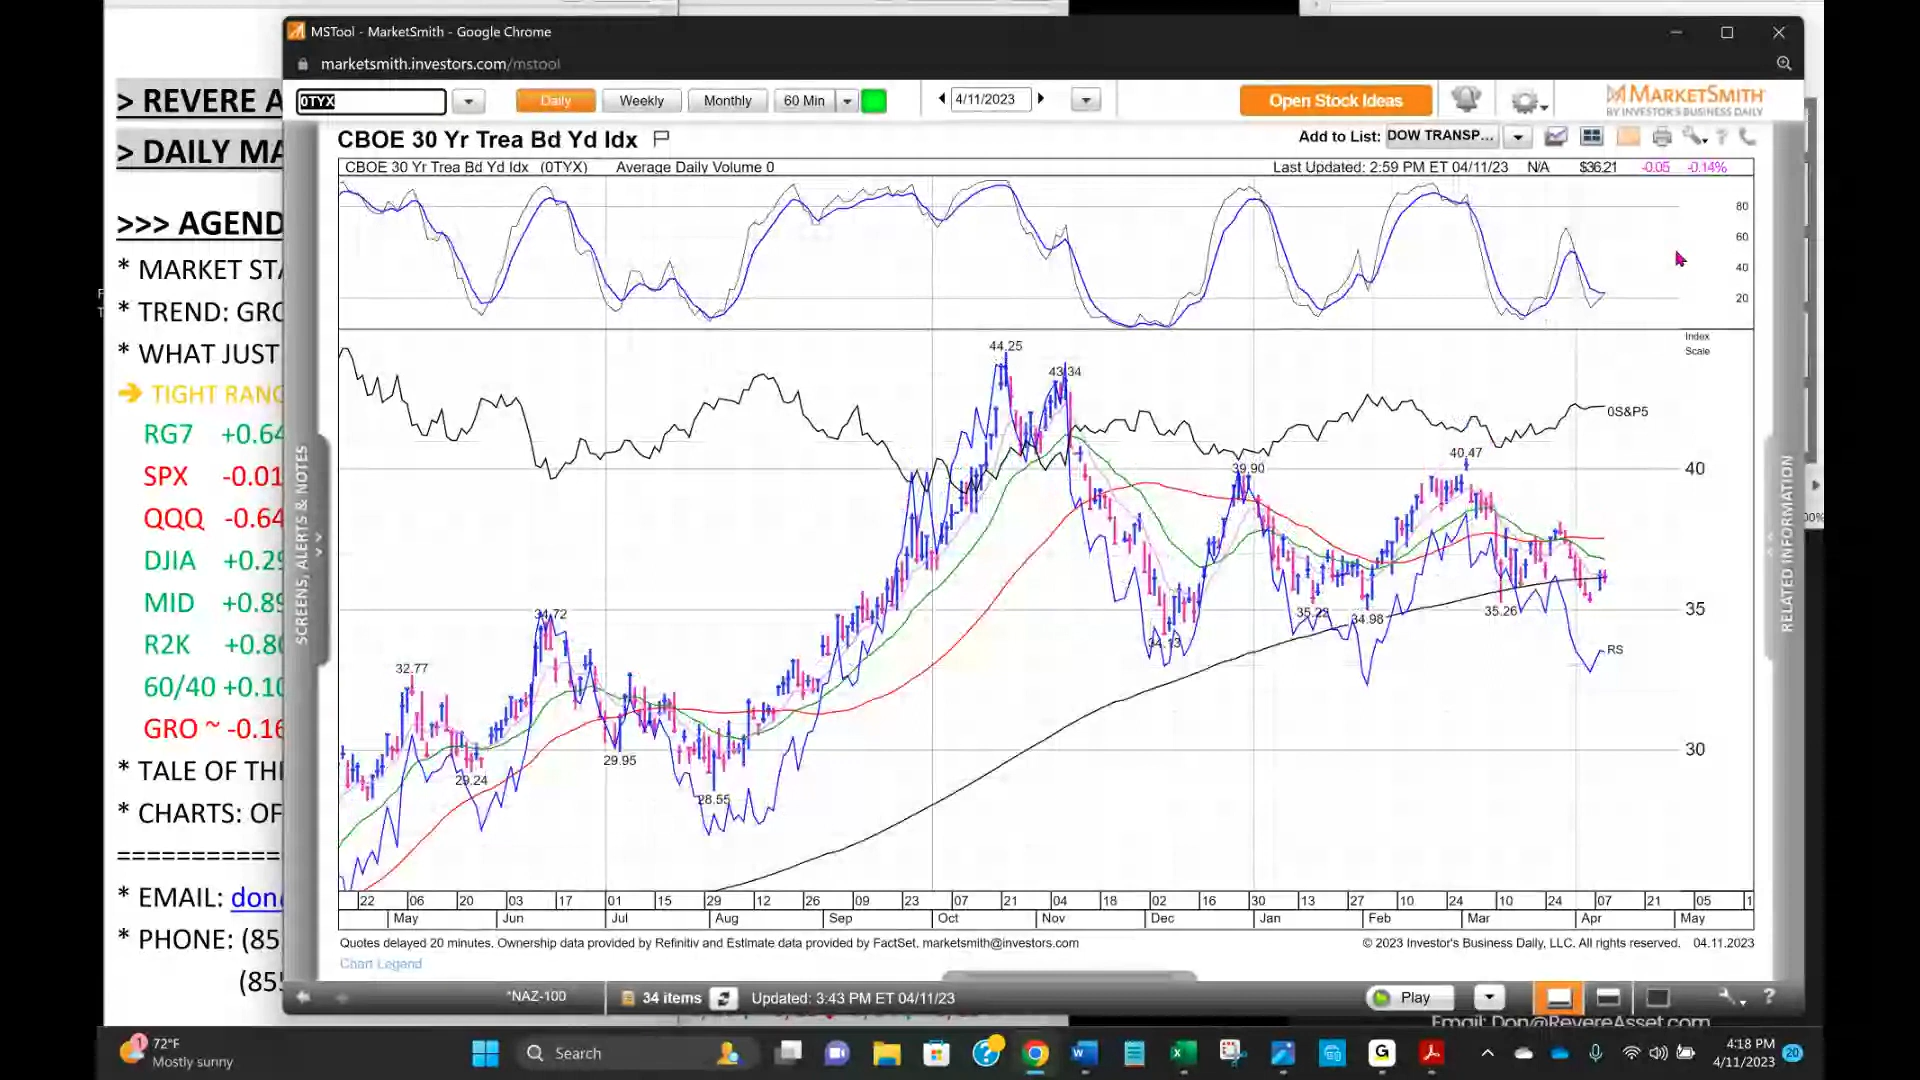 MSTool - MarketSmith - Google Chrome
marketsmith.investors.com/mstool
> REVERE A
> DAILY MA
>>> AGEND
* MARKET STA
* TREND: GRO
* WHAT JUST
TIGHT RANG
RG7 +0.64
SPX -0.01
QQQ -0.64
DJIA +0.29
MID +0.89
R2K +0.80
60/40 +0.10
GRO ~ -0.16
* TALE OF TH
* CHARTS: OF
============
* EMAIL: don
* PHONE: (85
(85
0TYX
Daily
Weekly
Monthly
60 Min
4/11/2023
Open Stock Ideas
MARKETSMITH
BY INVESTOR'S BUSINESS DAILY
CBOE 30 Yr Trea Bd Yd Idx
Add to List: DOW TRANSP...
CBOE 30 Yr Trea Bd Yd Idx (0TYX) Average Daily Volume 0
Last Updated: 2:59 PM ET 04/11/23 N/A $36.21 -0.05 -0.14%
80
60
40
20
Index
Scale
44.25
43.34
0S&P5
40.47
39.90
40
35.26
35.22
34.98
35
34.72
34.13
RS
32.77
30
29.95
29.24
28.55
22 06 20 03 17 01 15 29 12 26 09 23 07 21 04 18 02 16 30 13 27 10 24 10 24 07 21 05 1
May Jun Jul Aug Sep Oct Nov Dec Jan Feb Mar Apr May
Quotes delayed 20 minutes. Ownership data provided by Refinitiv and Estimate data provided by FactSet. marketsmith@investors.com
© 2023 Investor's Business Daily, LLC. All rights reserved. 04.11.2023
Chart Legend
SCREENS, ALERTS & NOTES
RELATED INFORMATION
00%
*NAZ-100
34 items
Updated: 3:43 PM ET 04/11/23
Play
Email: Don@RevereAsset.com
1
72°F
Mostly sunny
Search
4:18 PM
4/11/2023
20